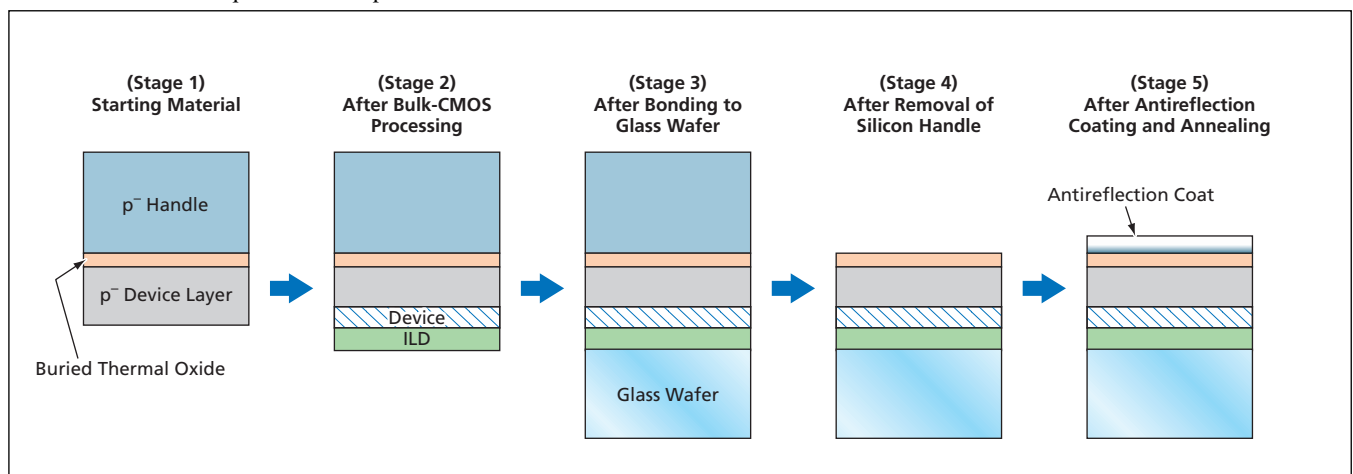 (Stage 1)
Starting Material
(Stage 2)
After Bulk-CMOS
Processing
(Stage 3)
After Bonding to
Glass Wafer
(Stage 4)
After Removal of
Silicon Handle
(Stage 5)
After Antireflection
Coating and Annealing
p⁻ Handle
p⁻ Device Layer
Buried Thermal Oxide
Device
ILD
Glass Wafer
Antireflection Coat